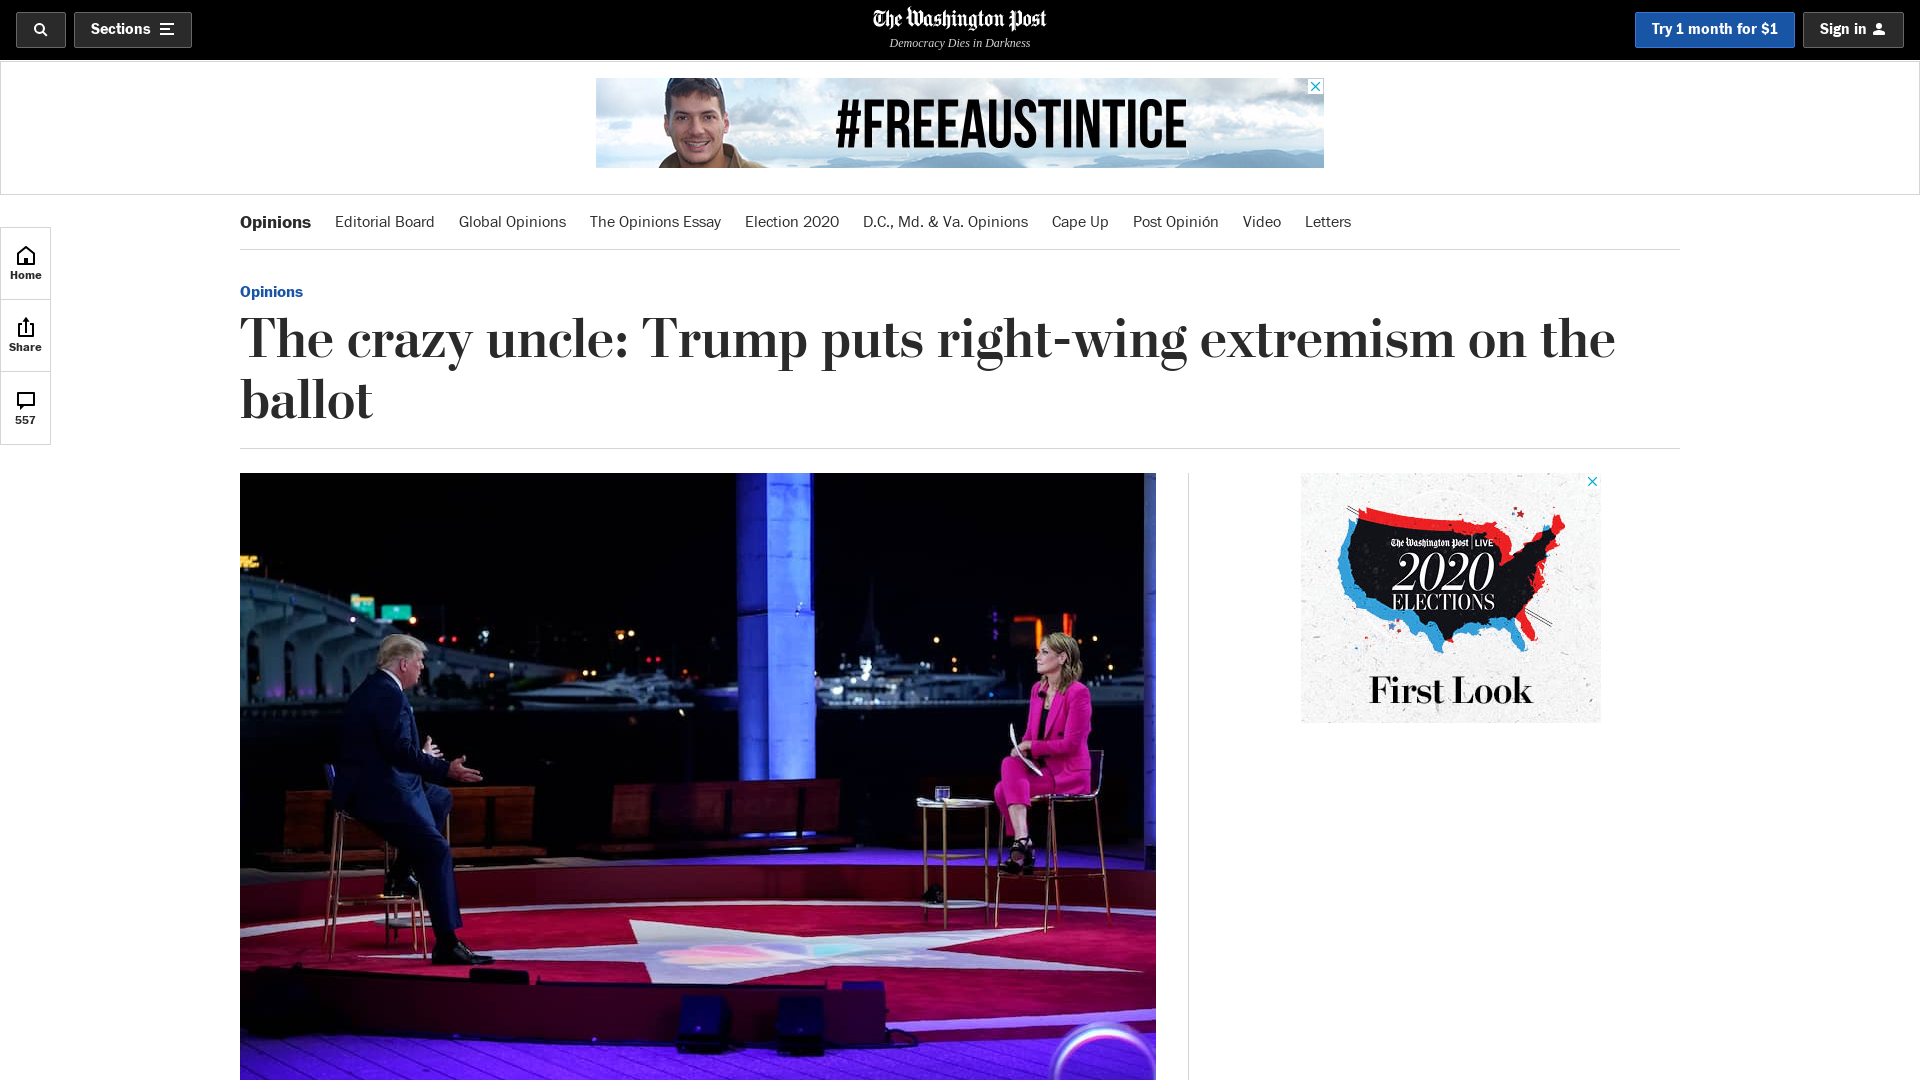 Sections
The Washington Post
Democracy Dies in Darkness
Try 1 month for $1
Sign in
#FREEAUSTINTICE
Opinions
Editorial Board
Global Opinions
The Opinions Essay
Election 2020
D.C., Md. & Va. Opinions
Cape Up
Post Opinión
Video
Letters
Home
Share
557
Opinions
The crazy uncle: Trump puts right-wing extremism on the
ballot
The Washington Post LIVE
2020
ELECTIONS
First Look